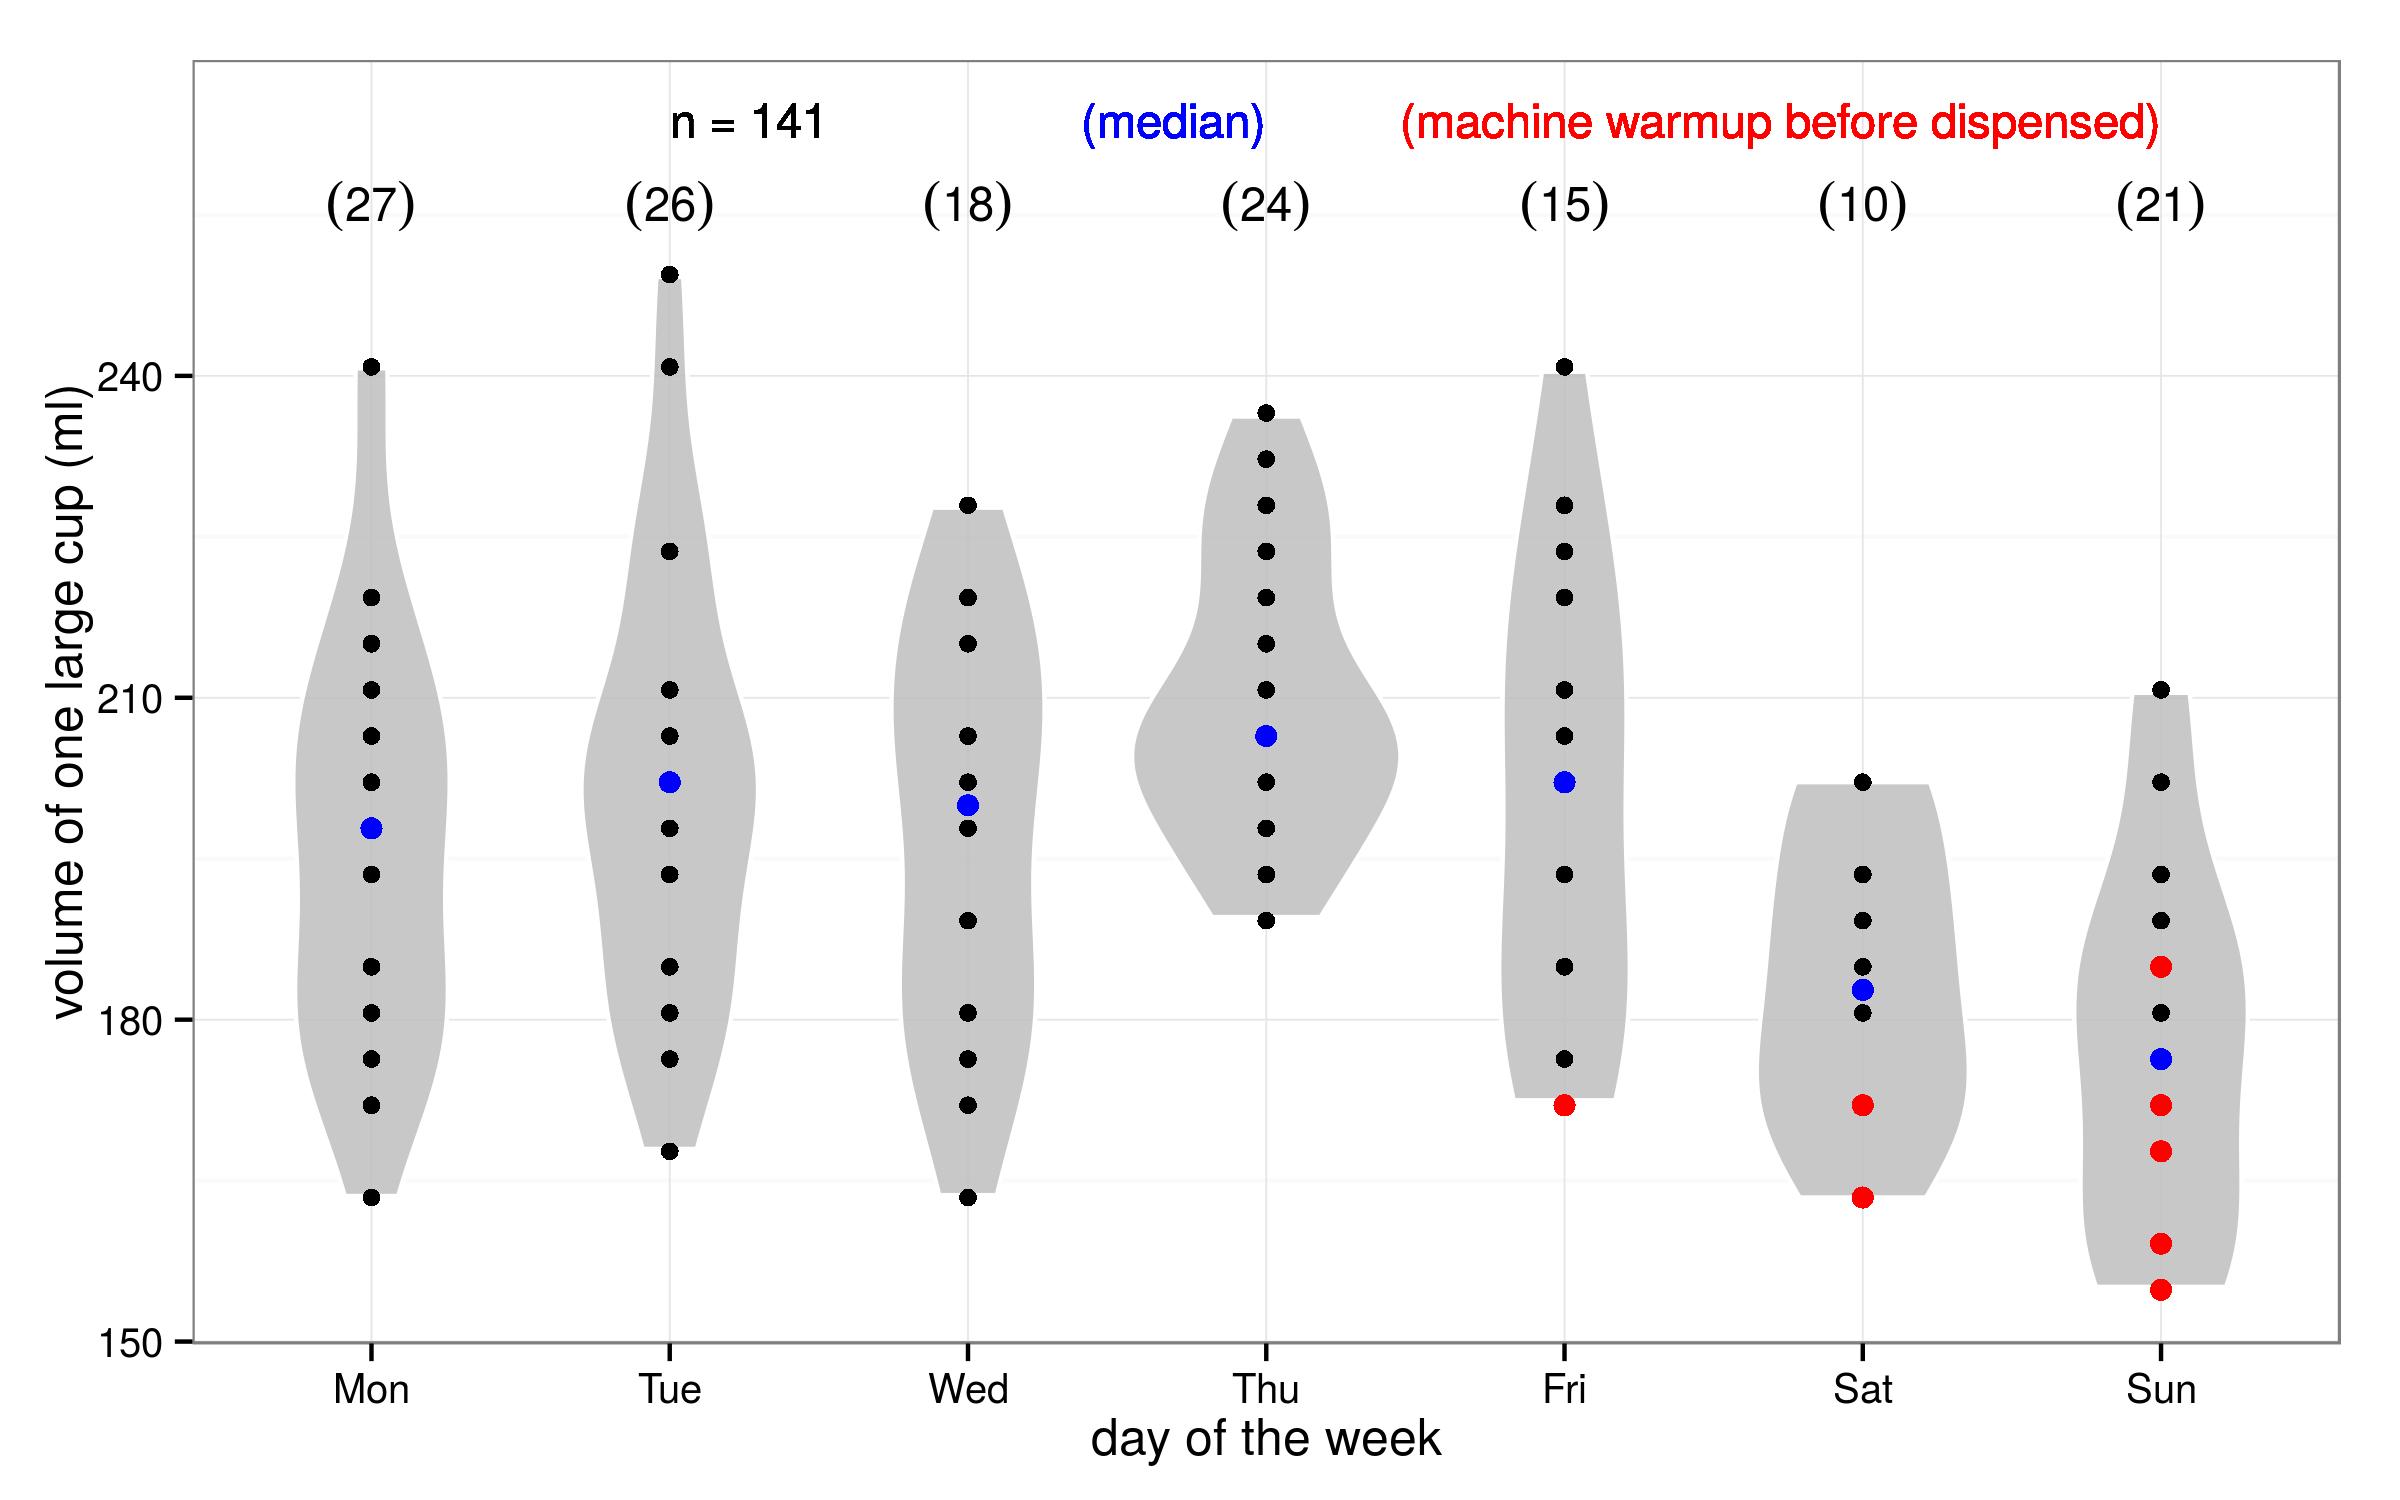 n = 141 (median) (machine warmup before dispensed)
(27) (26) (18) (24) (15) (10) (21)
volume of one large cup (ml)
240
210
180
150
Mon Tue Wed Thu Fri Sat Sun
day of the week